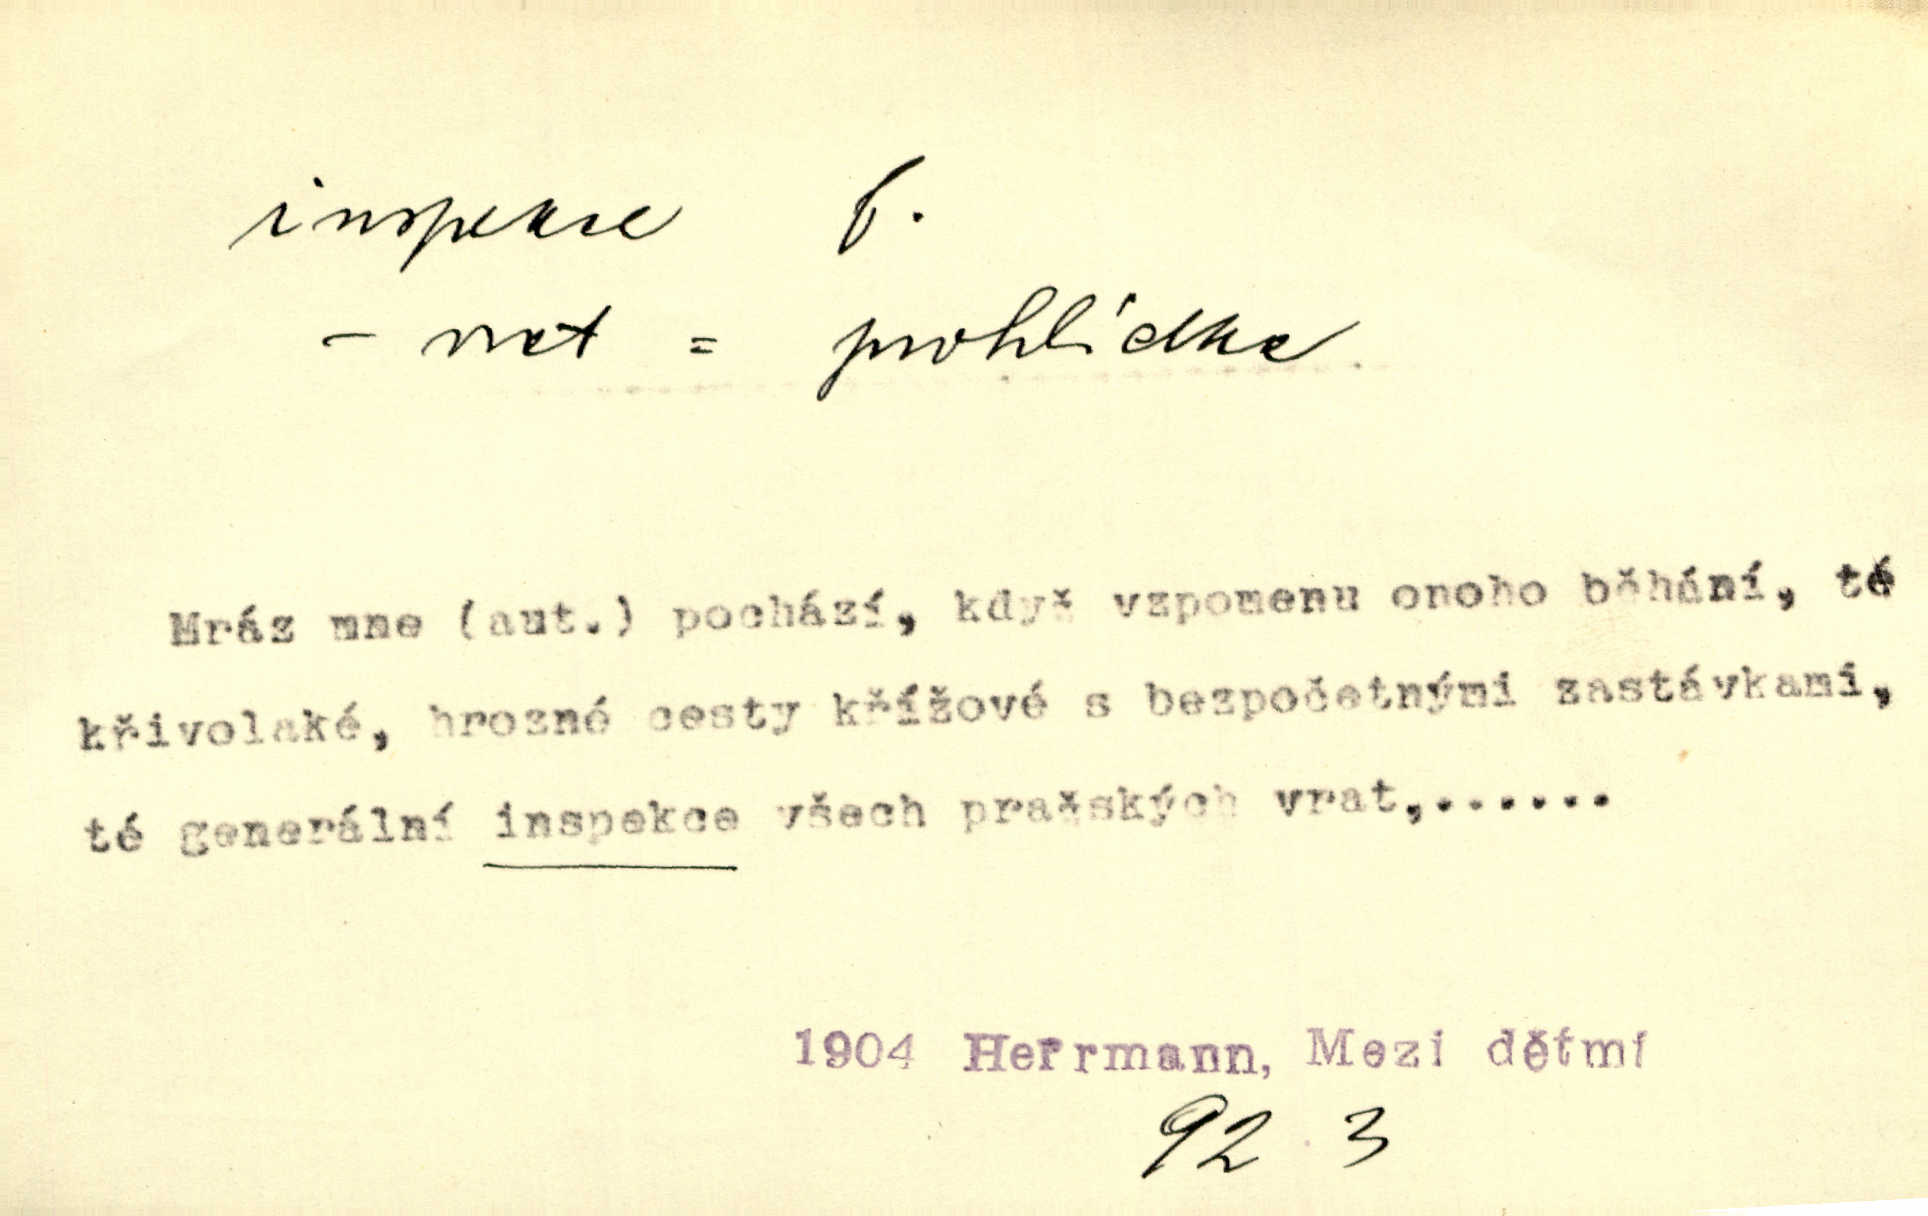 inspekce f.
- vrat = prohlídka
Mráz mne (aut.) pochází, když vzpomenu onoho běhání, té
křivolaké, hrozné cesty křížové s bezpočetnými zastávkami,
té generální inspekce všech pražských vrat,......
1904 Herrmann, Mezi dětmi
92 3